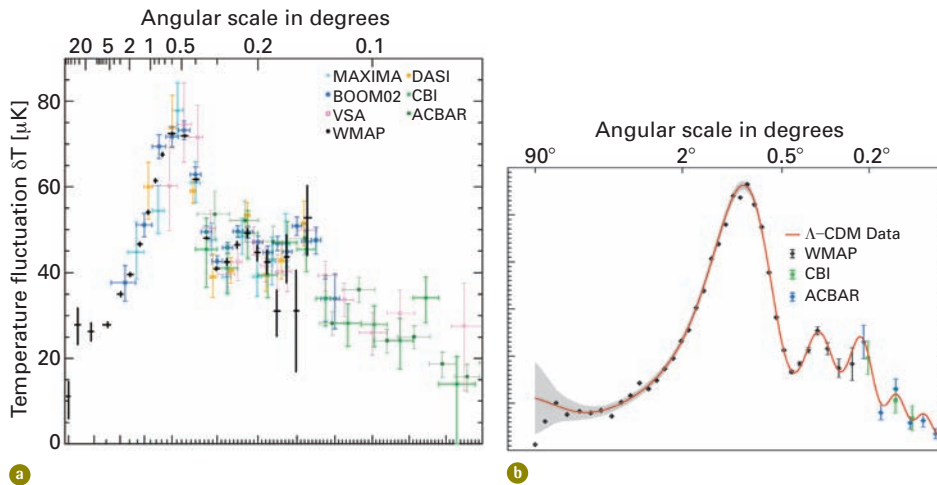 Angular scale in degrees
20 5 2 1 0.5 0.2 0.1
Temperature fluctuation δT [μK]
80
60
40
20
0
MAXIMA DASI
BOOM02 CBI
VSA ACBAR
WMAP
a
Angular scale in degrees
90° 2° 0.5° 0.2°
Λ–CDM Data
WMAP
CBI
ACBAR
b